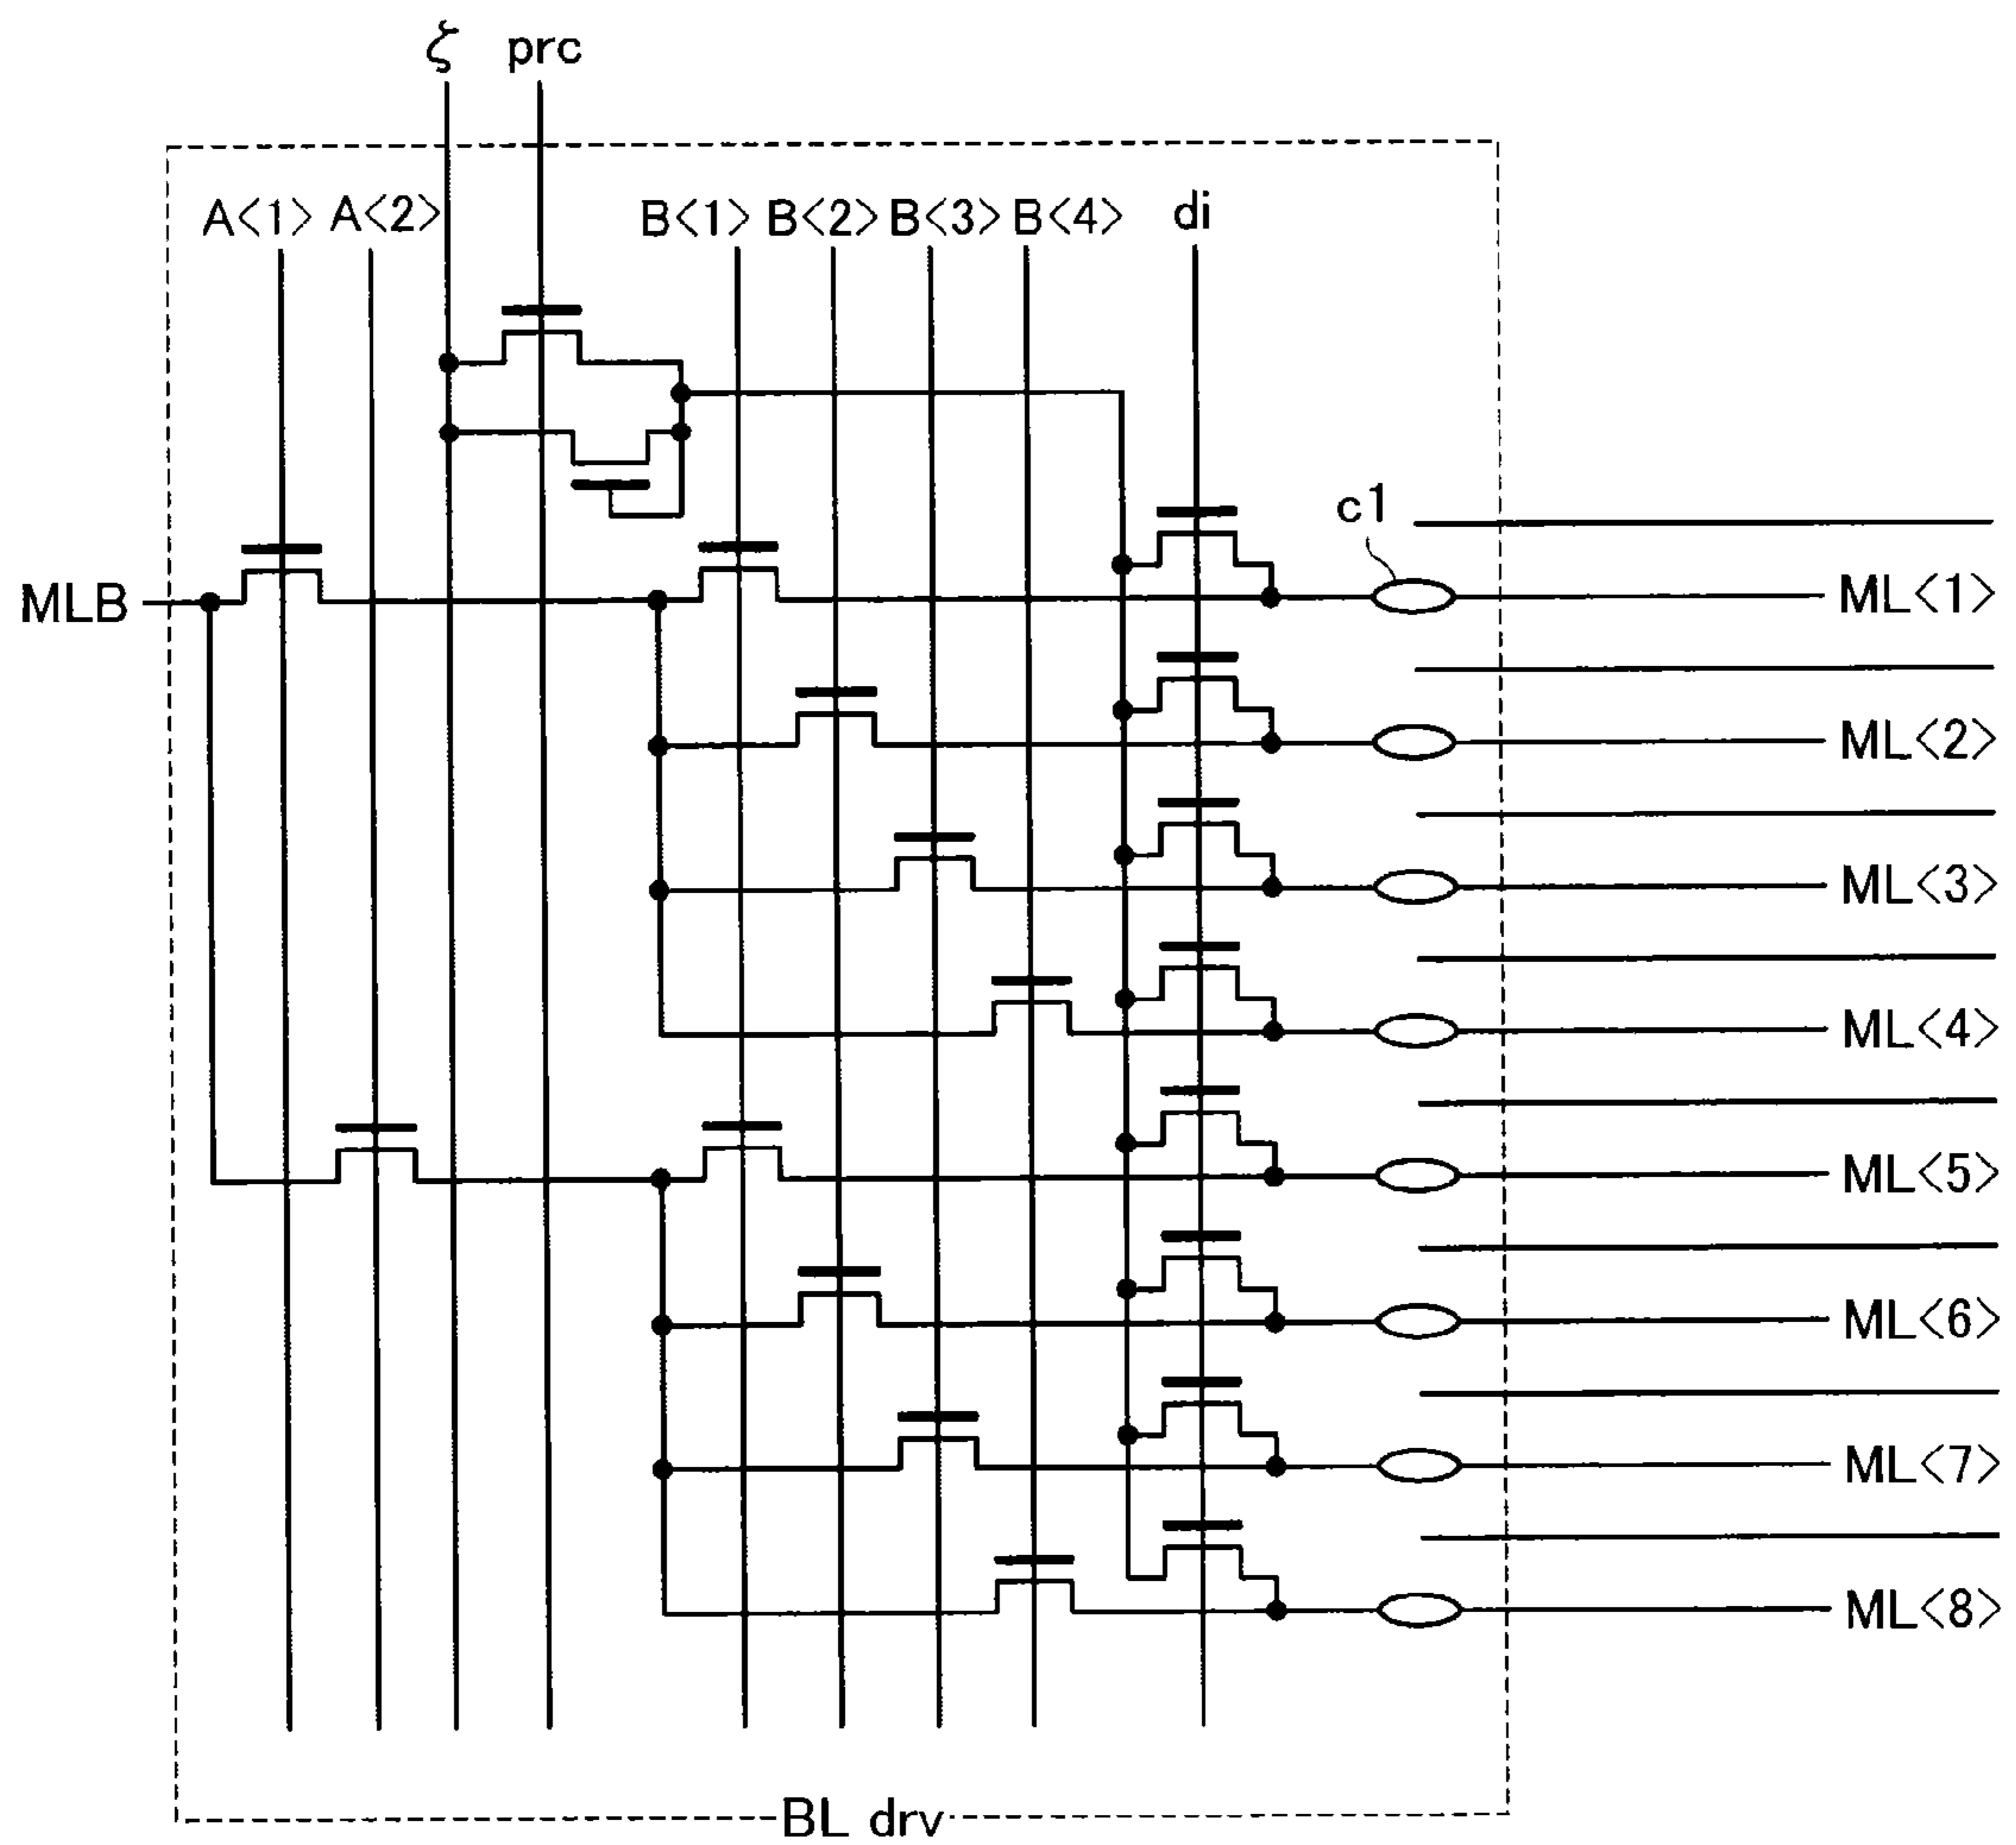 ζ prc
A<1> A<2> B<1> B<2> B<3> B<4> di
c1
MLB ML<1>
ML<2>
ML<3>
ML<4>
ML<5>
ML<6>
ML<7>
ML<8>
BL drv